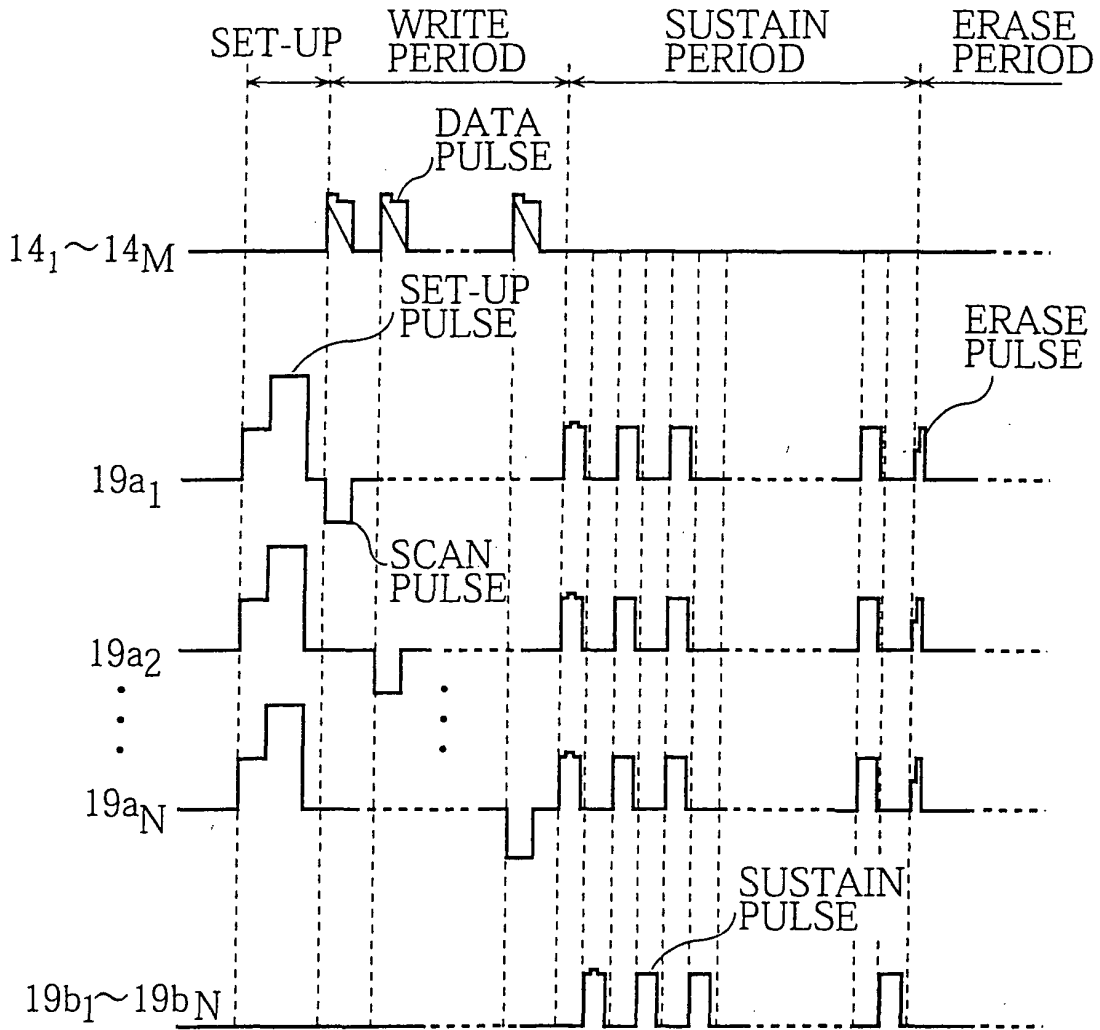 SET-UP
WRITE
PERIOD
SUSTAIN
PERIOD
ERASE
PERIOD
DATA
PULSE
14₁~14M
SET-UP
PULSE
ERASE
PULSE
19a₁
SCAN
PULSE
19a₂
19aN
SUSTAIN
PULSE
19b₁~19bN